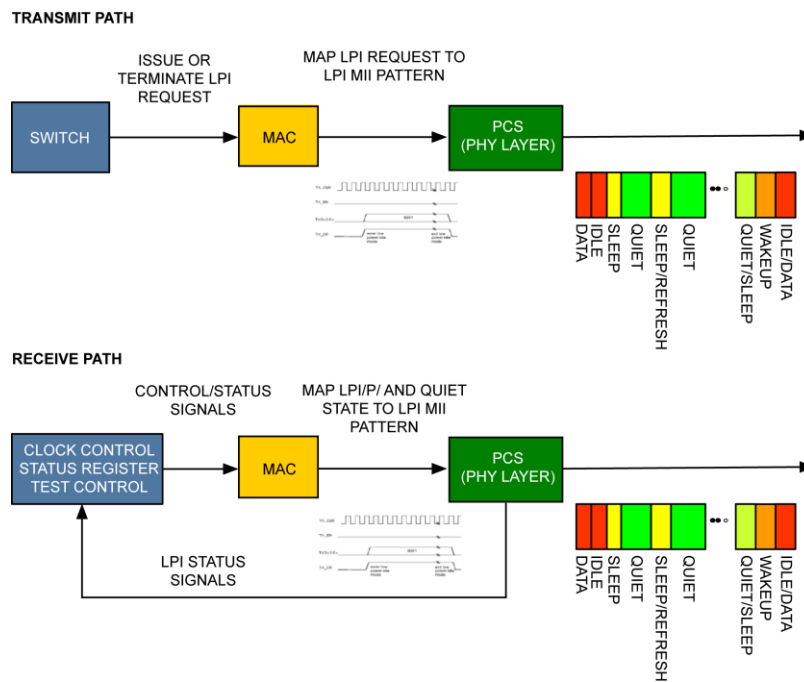 TRANSMIT PATH
ISSUE OR
TERMINATE LPI
REQUEST
MAP LPI REQUEST TO
LPI MII PATTERN
SWITCH
MAC
PCS
(PHY LAYER)
DATA
IDLE
SLEEP
QUIET
SLEEP/REFRESH
QUIET
QUIET/SLEEP
WAKEUP
IDLE/DATA
RECEIVE PATH
CONTROL/STATUS
SIGNALS
MAP LPI/P/ AND QUIET
STATE TO LPI MII
PATTERN
CLOCK CONTROL
STATUS REGISTER
TEST CONTROL
MAC
PCS
(PHY LAYER)
LPI STATUS
SIGNALS
DATA
IDLE
SLEEP
QUIET
SLEEP/REFRESH
QUIET
QUIET/SLEEP
WAKEUP
IDLE/DATA